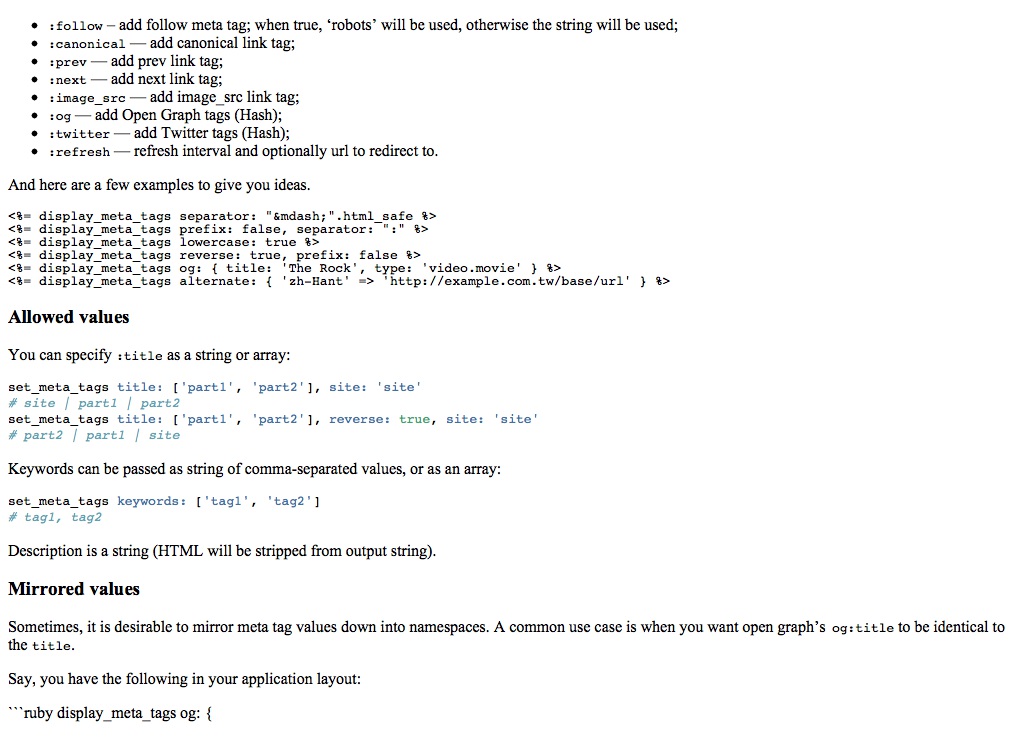 • :follow – add follow meta tag; when true, ‘robots’ will be used, otherwise the string will be used;
• :canonical — add canonical link tag;
• :prev — add prev link tag;
• :next — add next link tag;
• :image_src — add image_src link tag;
• :og — add Open Graph tags (Hash);
• :twitter — add Twitter tags (Hash);
• :refresh — refresh interval and optionally url to redirect to.
And here are a few examples to give you ideas.
<%= display_meta_tags separator: "&mdash;".html_safe %>
<%= display_meta_tags prefix: false, separator: ":" %>
<%= display_meta_tags lowercase: true %>
<%= display_meta_tags reverse: true, prefix: false %>
<%= display_meta_tags og: { title: 'The Rock', type: 'video.movie' } %>
<%= display_meta_tags alternate: { 'zh-Hant' => 'http://example.com.tw/base/url' } %>
Allowed values
You can specify :title as a string or array:
set_meta_tags title: ['part1', 'part2'], site: 'site'
# site | part1 | part2
set_meta_tags title: ['part1', 'part2'], reverse: true, site: 'site'
# part2 | part1 | site
Keywords can be passed as string of comma-separated values, or as an array:
set_meta_tags keywords: ['tag1', 'tag2']
# tag1, tag2
Description is a string (HTML will be stripped from output string).
Mirrored values
Sometimes, it is desirable to mirror meta tag values down into namespaces. A common use case is when you want open graph’s og:title to be identical to
the title.
Say, you have the following in your application layout:
```ruby display_meta_tags og: {